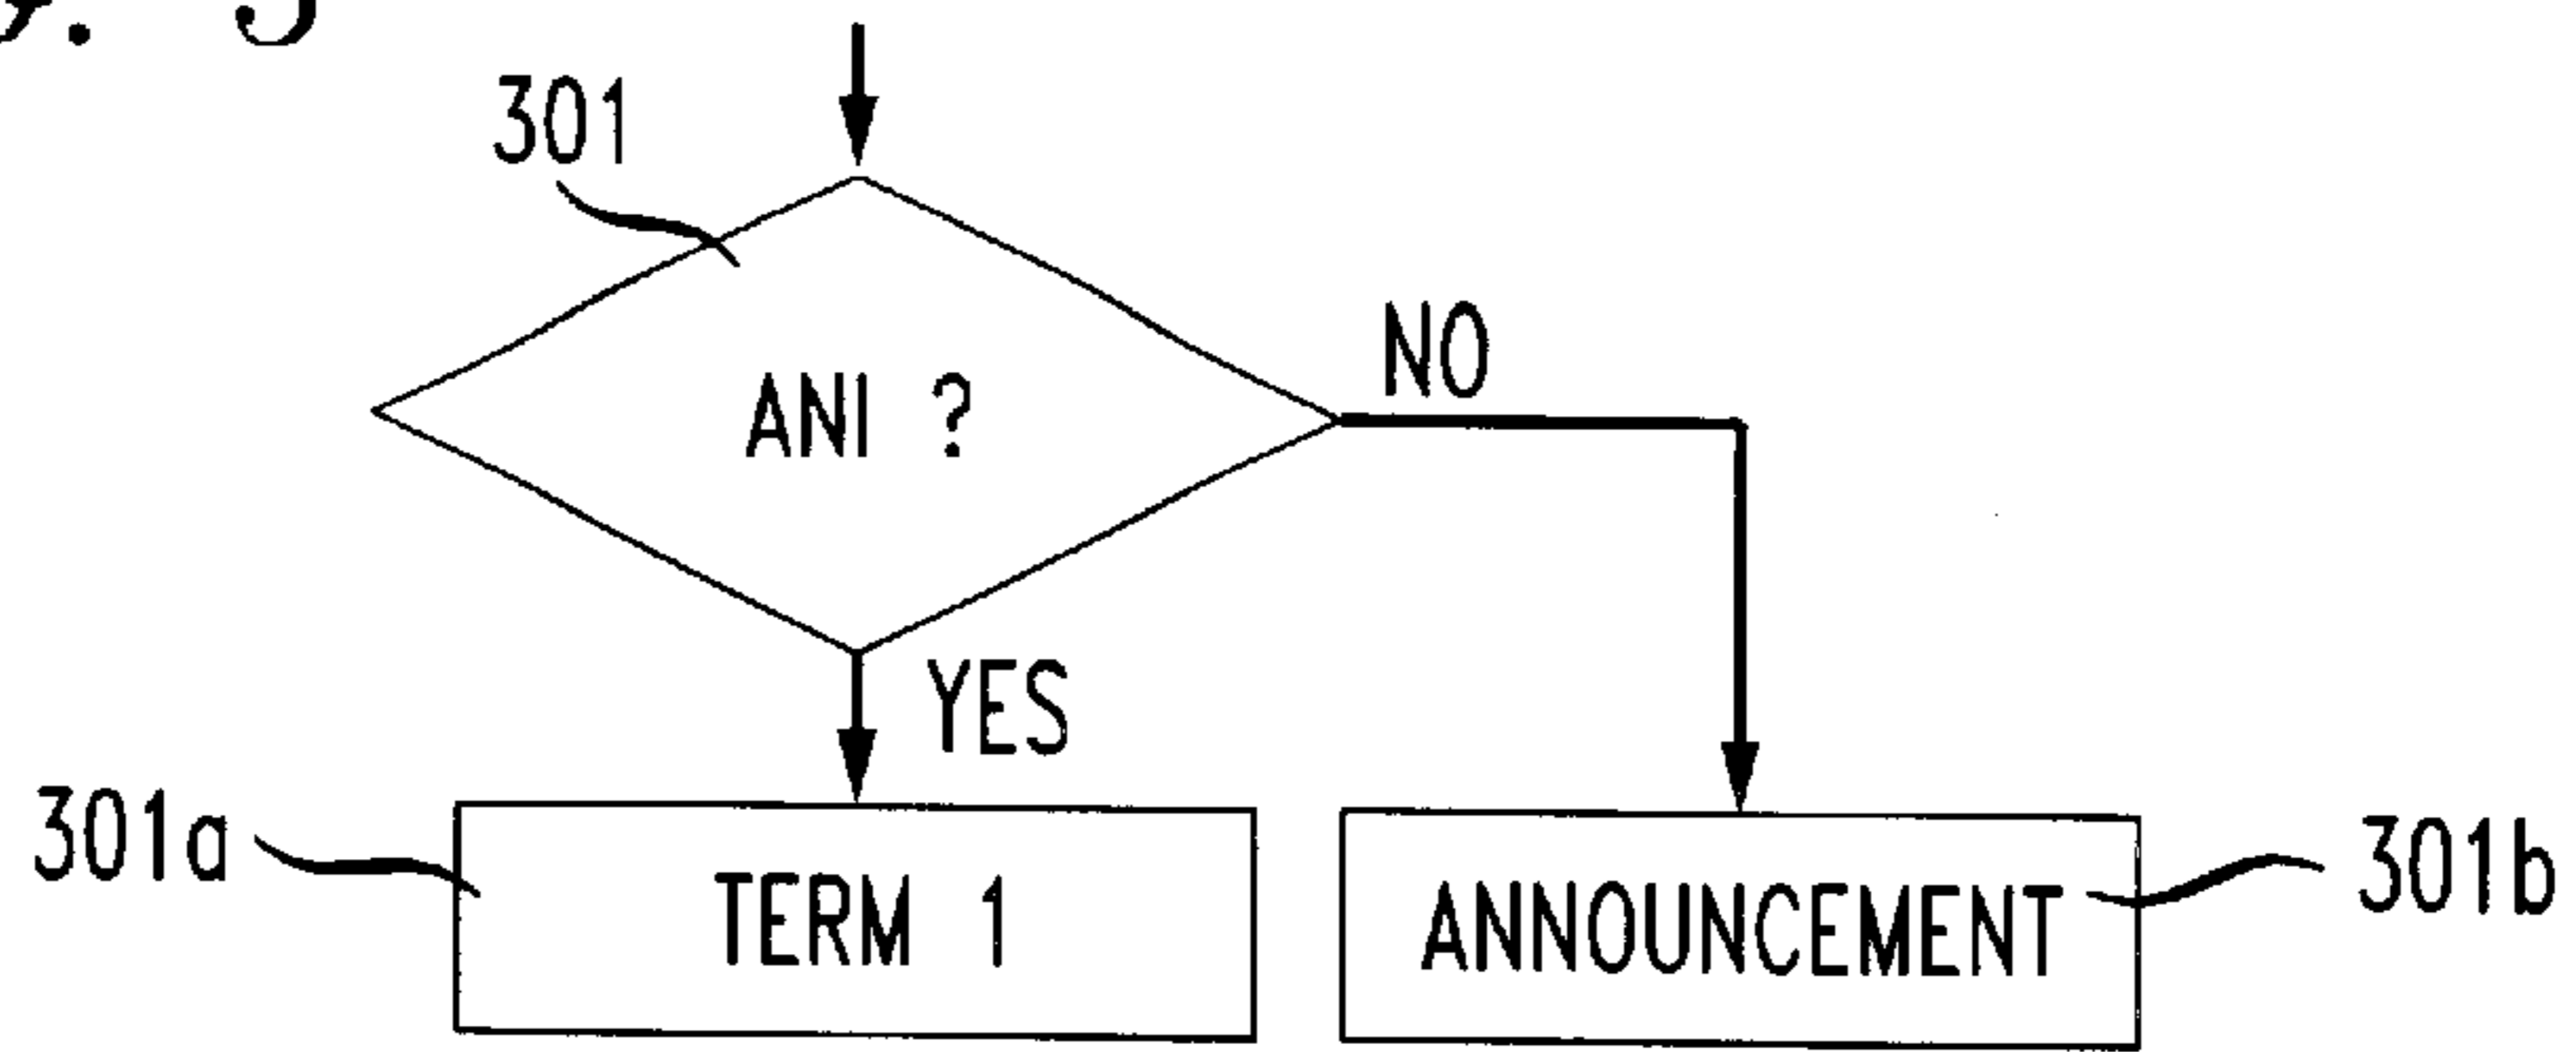 301
NO
ANI ?
YES
301a
TERM 1
ANNOUNCEMENT
301b